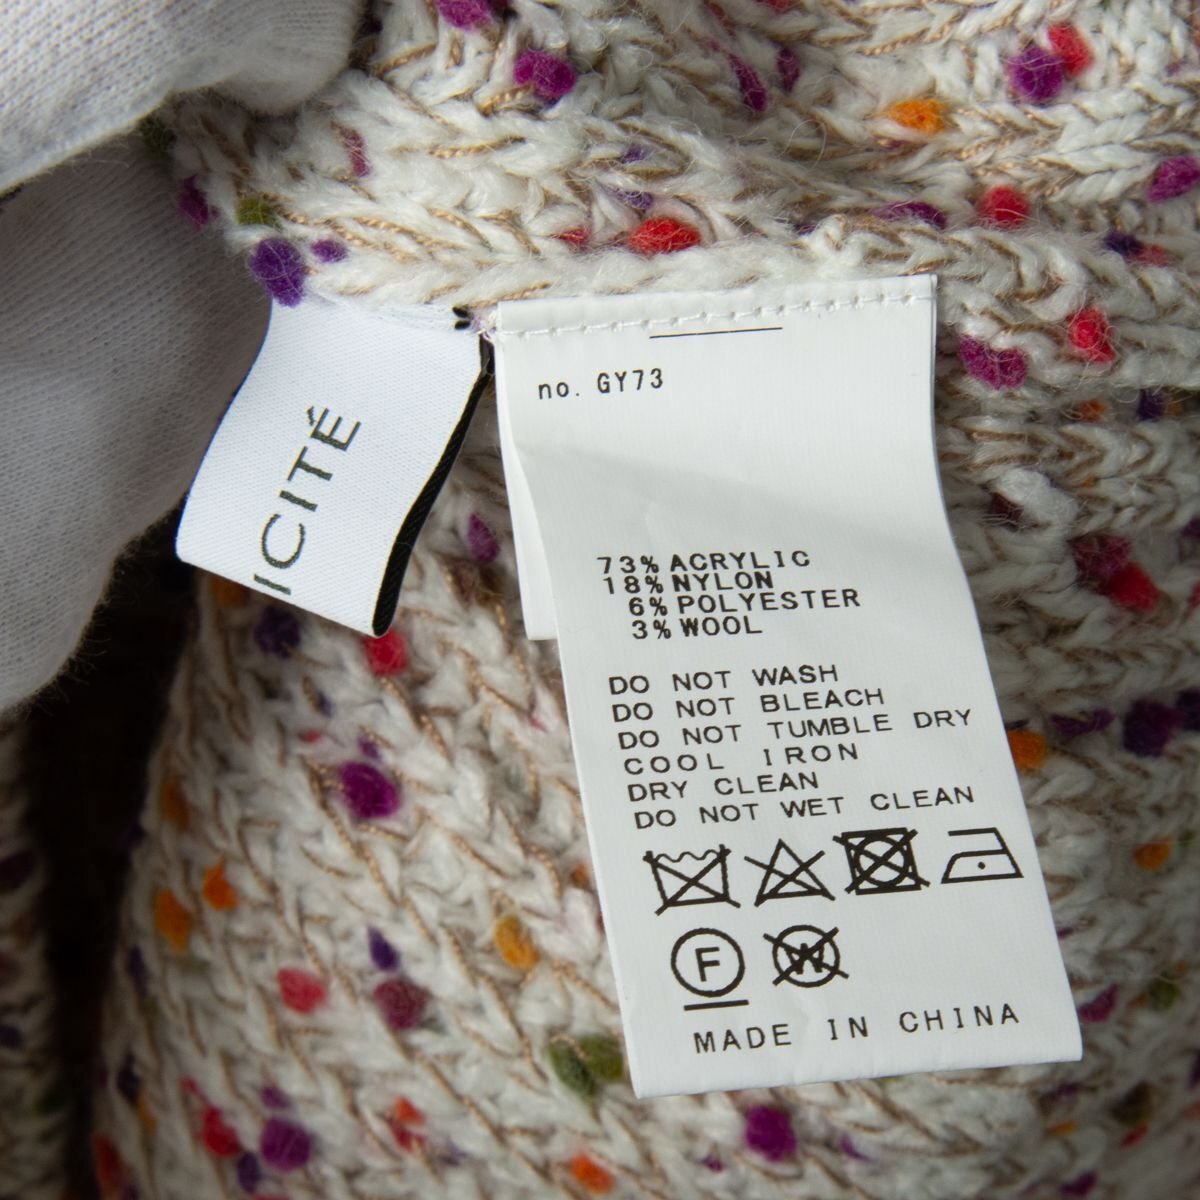 ICITÉ
no. GY73
73% ACRYLIC
18% NYLON
6% POLYESTER
3% WOOL
DO NOT WASH
DO NOT BLEACH
DO NOT TUMBLE DRY
COOL IRON
DRY CLEAN
DO NOT WET CLEAN
F W
MADE IN CHINA